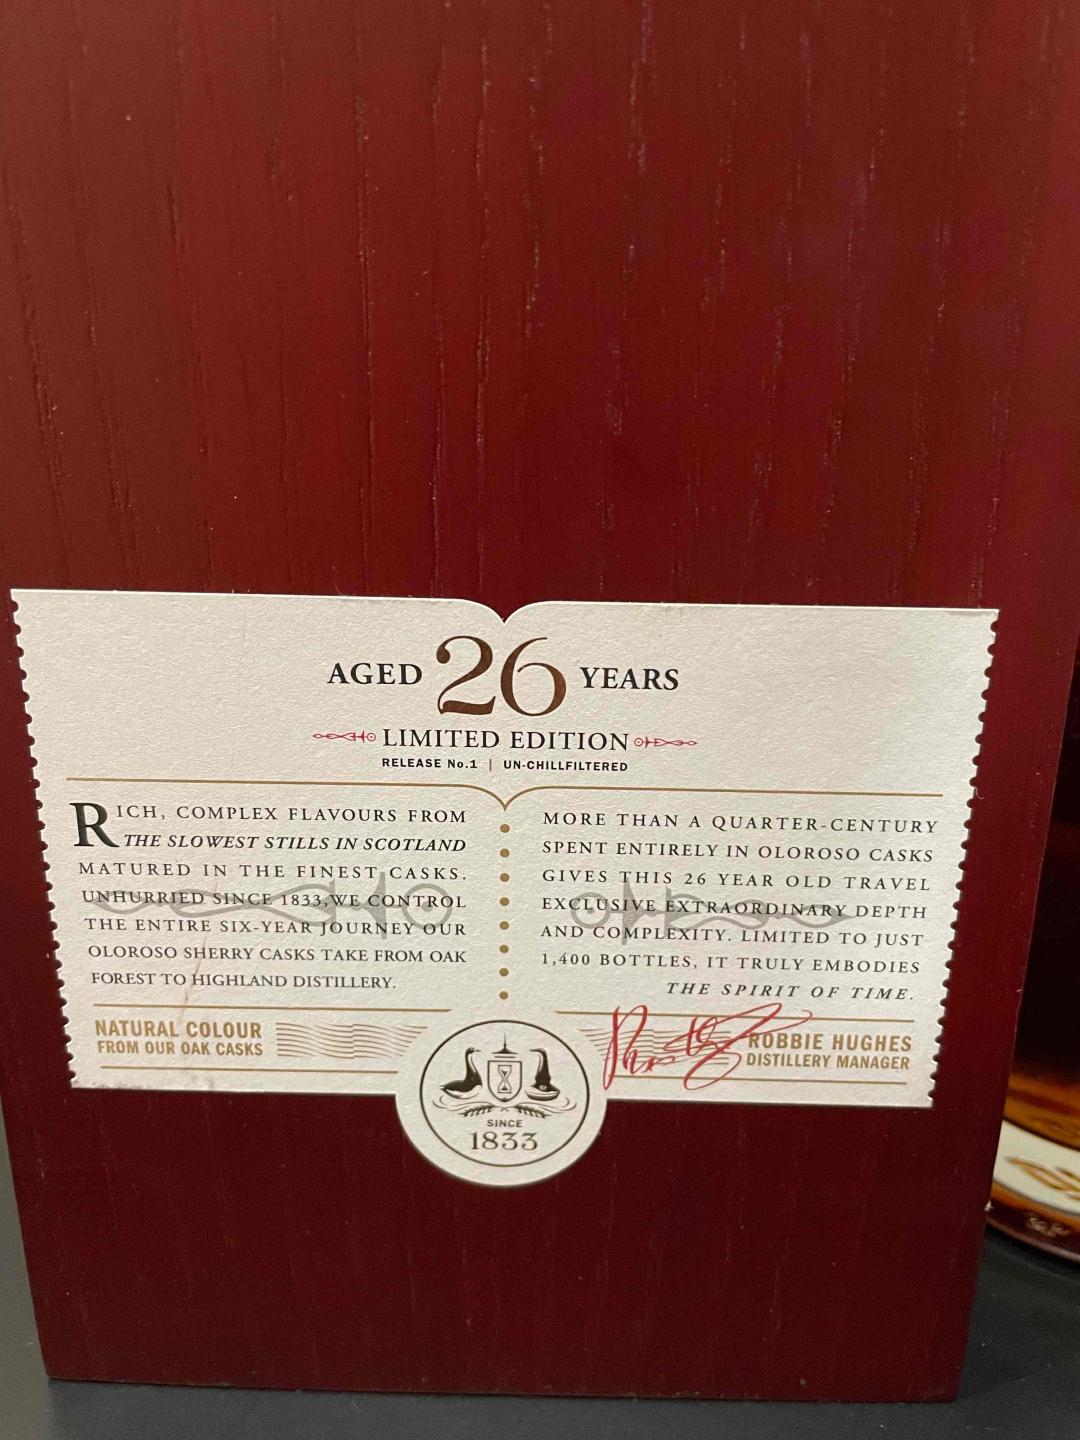 AGED 26 YEARS
LIMITED EDITION
RELEASE No.1 | UN-CHILLFILTERED
RICH, COMPLEX FLAVOURS FROM
THE SLOWEST STILLS IN SCOTLAND
MATURED IN THE FINEST CASKS.
UNHURRIED SINCE 1833,WE CONTROL
THE ENTIRE SIX-YEAR JOURNEY OUR
OLOROSO SHERRY CASKS TAKE FROM OAK
FOREST TO HIGHLAND DISTILLERY.
MORE THAN A QUARTER-CENTURY
SPENT ENTIRELY IN OLOROSO CASKS
GIVES THIS 26 YEAR OLD TRAVEL
EXCLUSIVE EXTRAORDINARY DEPTH
AND COMPLEXITY. LIMITED TO JUST
1,400 BOTTLES, IT TRULY EMBODIES
THE SPIRIT OF TIME.
NATURAL COLOUR
FROM OUR OAK CASKS
ROBBIE HUGHES
DISTILLERY MANAGER
SINCE
1833